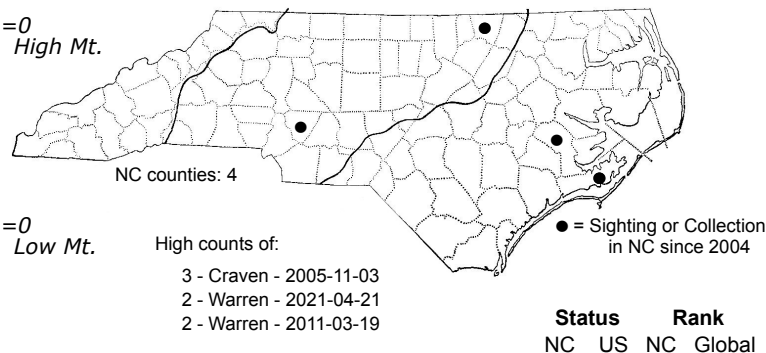 =0
High Mt.
NC counties: 4
=0
Low Mt.
High counts of:
3 - Craven - 2005-11-03
2 - Warren - 2021-04-21
2 - Warren - 2011-03-19
● = Sighting or Collection
in NC since 2004
Status Rank
NC US NC Global